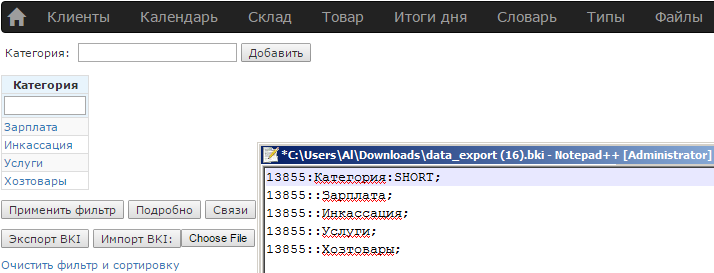 Клиенты Календарь Склад Товар Итоги дня Словарь Типы Файлы
Категория: Добавить
Категория
Зарплата
Инкассация
Услуги
Хозтовары
Применить фильтр Подробно Связи
Экспорт BKI Импорт BKI: Choose File
Очистить фильтр и сортировку
*C:\Users\Al\Downloads\data_export (16).bki - Notepad++ [Administrator]
13855:Категория:SHORT;
13855::Зарплата;
13855::Инкассация;
13855::Услуги;
13855::Хозтовары;